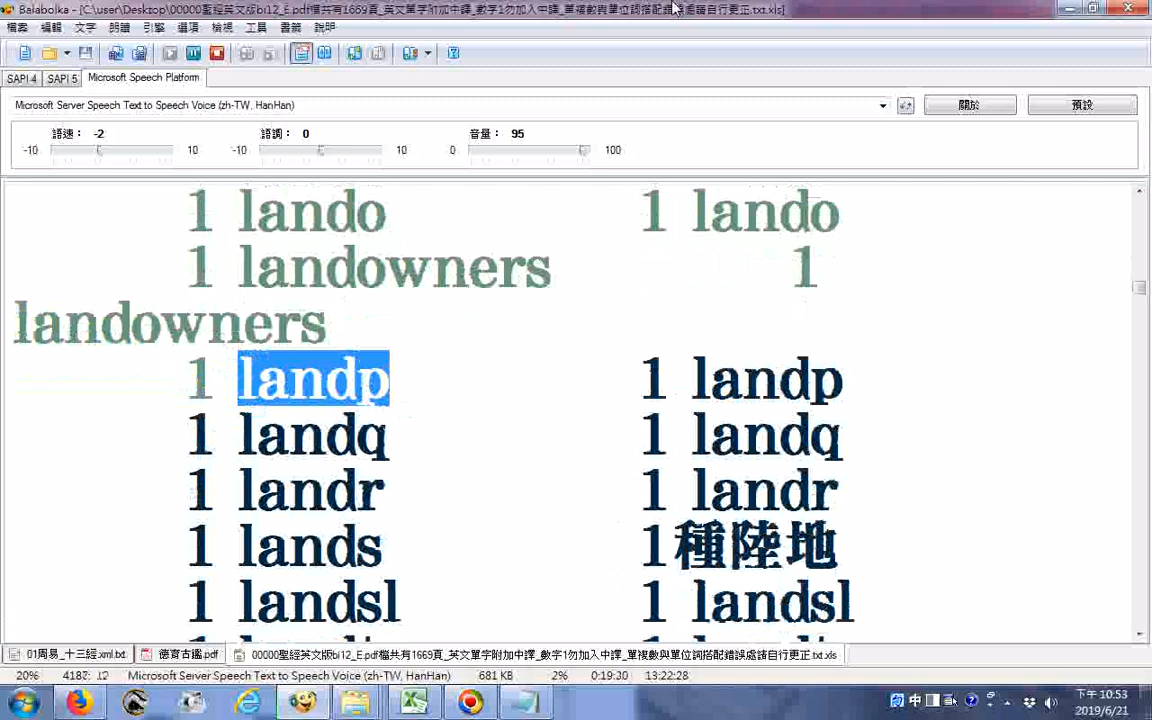 Balabolka - [C:\user\Desktop\00000聖經英文版bi12_E.pdf檔共有1669頁_英文單字附加中譯_數字1勿加入中譯_單複數與單位詞搭配錯誤處請自行更正.txt.xls]
檔案 編輯 文字 朗讀 引擎 選項 檢視 工具 書籤 說明
SAPI 4 SAPI 5 Microsoft Speech Platform
Microsoft Server Speech Text to Speech Voice (zh-TW, HanHan) 關於 預設
語速： -2 語調： 0 音量： 95
-10 10 -10 10 0 100
1 lando 1 lando
1 landowners 1
landowners
1 landp 1 landp
1 landq 1 landq
1 landr 1 landr
1 lands 1種陸地
1 landsl 1 landsl
01周易_十三經.xml.txt 德育古鑑.pdf 00000聖經英文版bi12_E.pdf檔共有1669頁_英文單字附加中譯_數字1勿加入中譯_單複數與單位詞搭配錯誤處請自行更正.txt.xls
20% 4187: 12 Microsoft Server Speech Text to Speech Voice (zh-TW, HanHan) 681 KB 2% 0:19:30 13:22:28
中 下午 10:53
2019/6/21